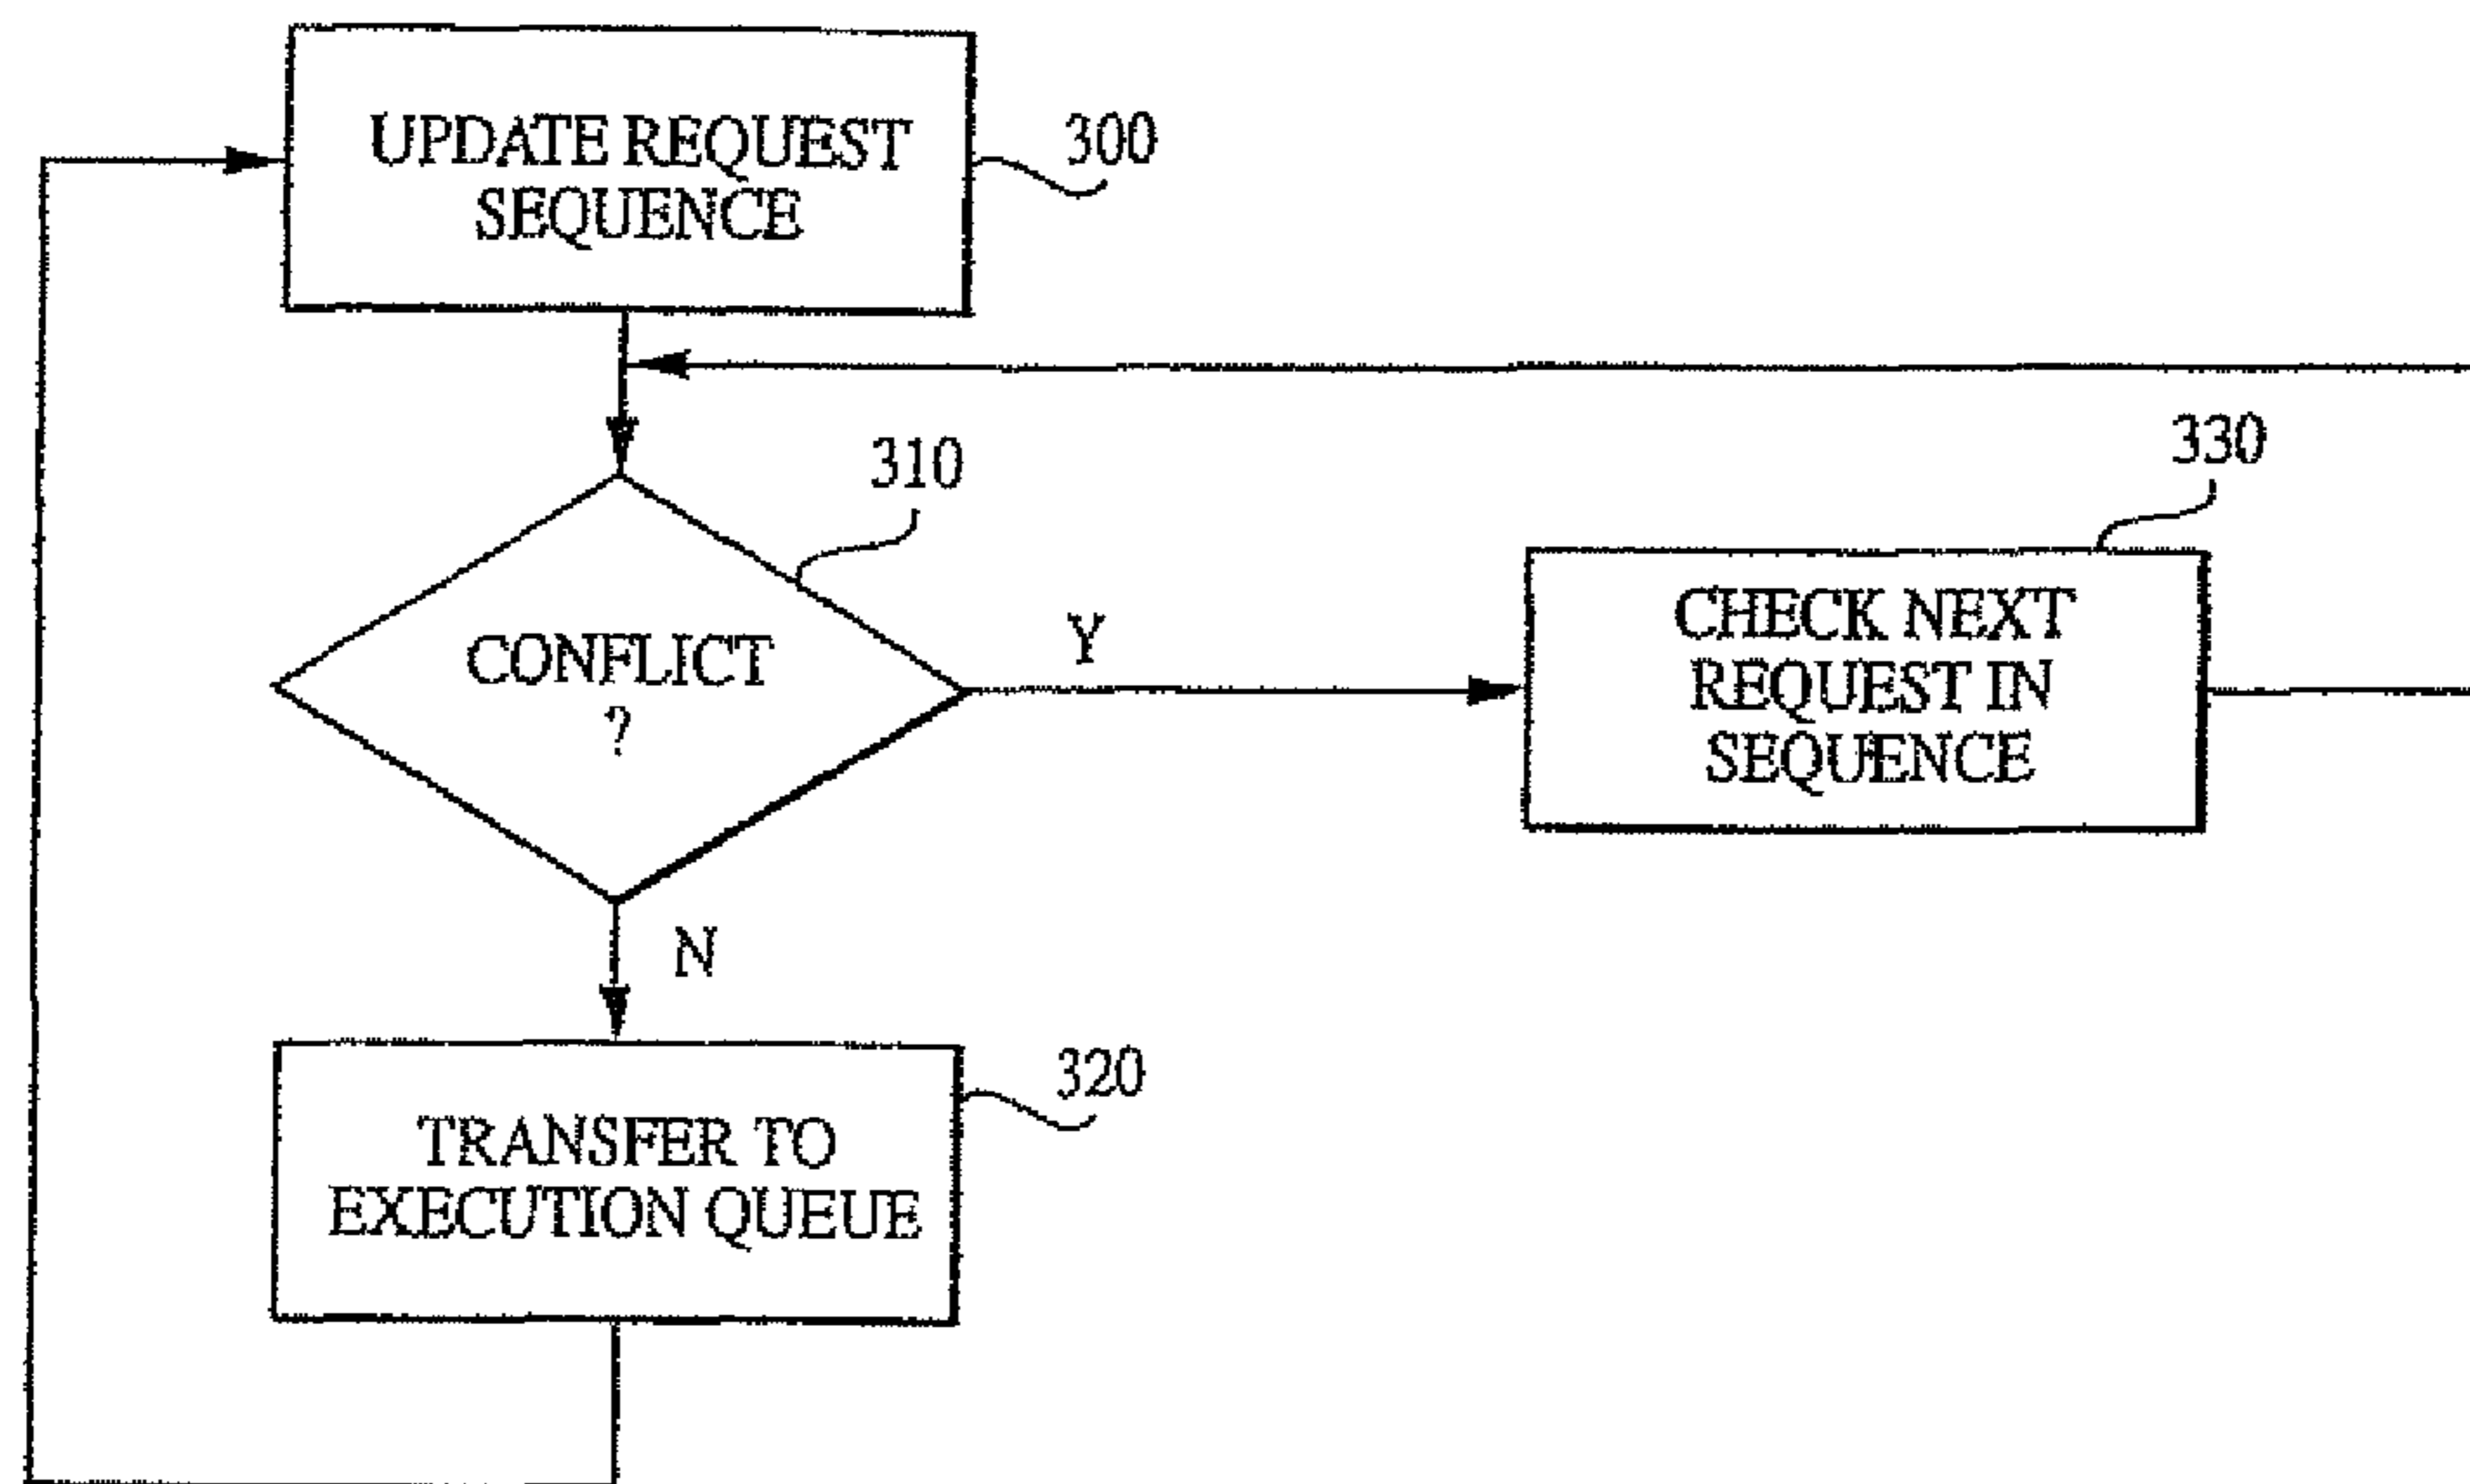 UPDATE REQUEST
SEQUENCE
300
310
330
CONFLICT
?
Y
CHECK NEXT
REQUEST IN
SEQUENCE
N
320
TRANSFER TO
EXECUTION QUEUE